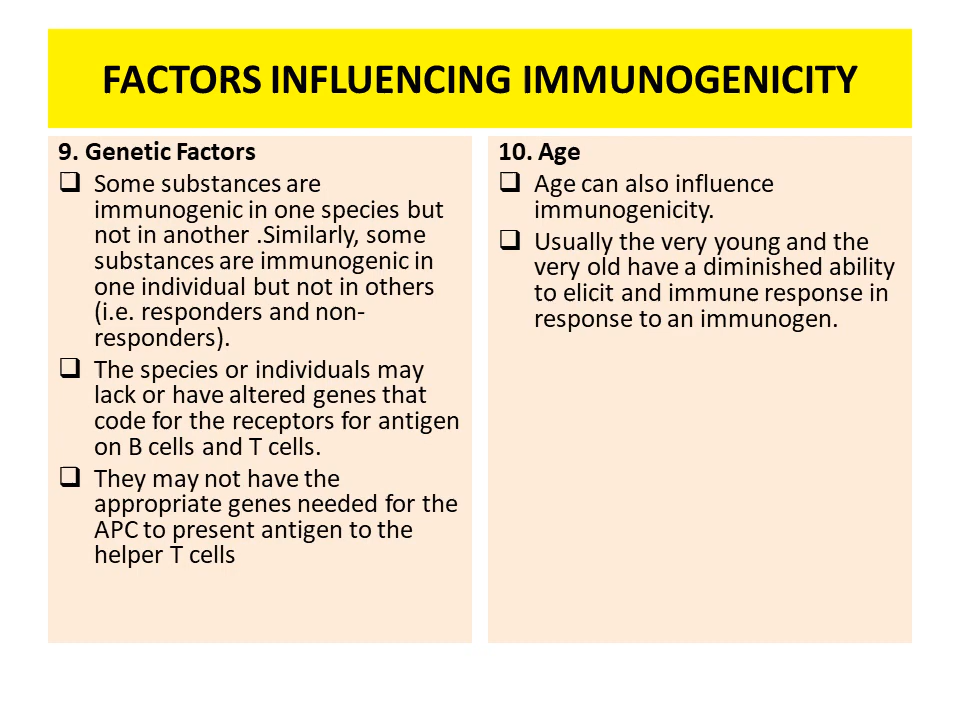 FACTORS INFLUENCING IMMUNOGENICITY
9. Genetic Factors
❑ Some substances are
immunogenic in one species but
not in another .Similarly, some
substances are immunogenic in
one individual but not in others
(i.e. responders and non-
responders).
❑ The species or individuals may
lack or have altered genes that
code for the receptors for antigen
on B cells and T cells.
❑ They may not have the
appropriate genes needed for the
APC to present antigen to the
helper T cells
10. Age
❑ Age can also influence
immunogenicity.
❑ Usually the very young and the
very old have a diminished ability
to elicit and immune response in
response to an immunogen.